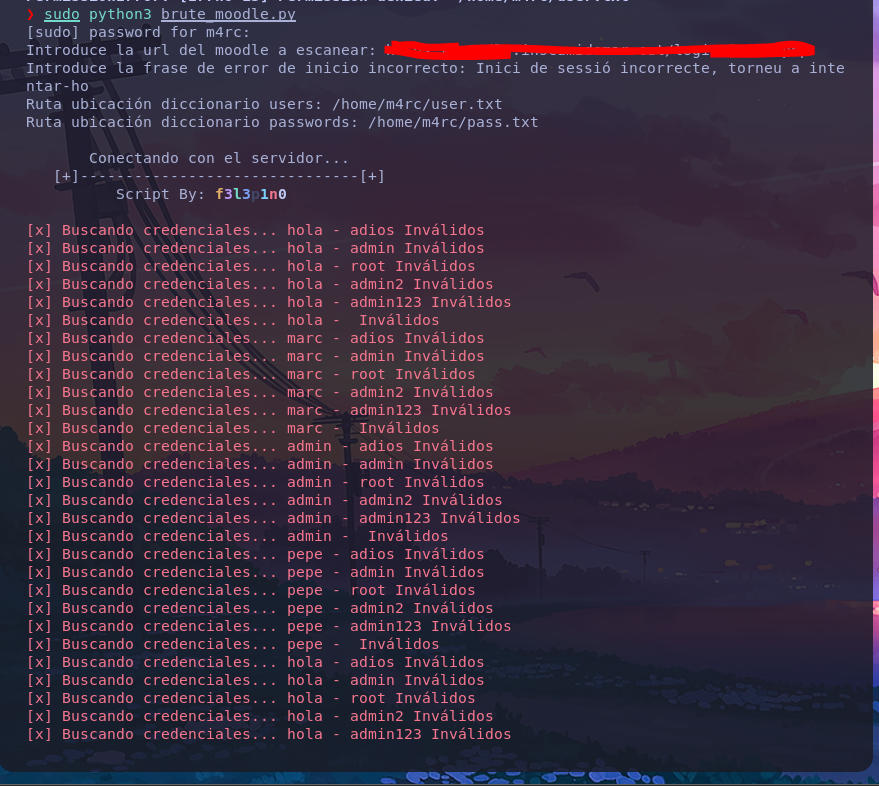 ❯ sudo python3 brute_moodle.py
[sudo] password for m4rc:
Introduce la url del moodle a escanear:
Introduce la frase de error de inicio incorrecto: Inici de sessió incorrecte, torneu a inte
ntar-ho
Ruta ubicación diccionario users: /home/m4rc/user.txt
Ruta ubicación diccionario passwords: /home/m4rc/pass.txt
Conectando con el servidor...
[+]-------------------------------[+]
Script By: f3l3p1n0
[x] Buscando credenciales... hola - adios Inválidos
[x] Buscando credenciales... hola - admin Inválidos
[x] Buscando credenciales... hola - root Inválidos
[x] Buscando credenciales... hola - admin2 Inválidos
[x] Buscando credenciales... hola - admin123 Inválidos
[x] Buscando credenciales... hola -  Inválidos
[x] Buscando credenciales... marc - adios Inválidos
[x] Buscando credenciales... marc - admin Inválidos
[x] Buscando credenciales... marc - root Inválidos
[x] Buscando credenciales... marc - admin2 Inválidos
[x] Buscando credenciales... marc - admin123 Inválidos
[x] Buscando credenciales... marc -  Inválidos
[x] Buscando credenciales... admin - adios Inválidos
[x] Buscando credenciales... admin - admin Inválidos
[x] Buscando credenciales... admin - root Inválidos
[x] Buscando credenciales... admin - admin2 Inválidos
[x] Buscando credenciales... admin - admin123 Inválidos
[x] Buscando credenciales... admin -  Inválidos
[x] Buscando credenciales... pepe - adios Inválidos
[x] Buscando credenciales... pepe - admin Inválidos
[x] Buscando credenciales... pepe - root Inválidos
[x] Buscando credenciales... pepe - admin2 Inválidos
[x] Buscando credenciales... pepe - admin123 Inválidos
[x] Buscando credenciales... pepe -  Inválidos
[x] Buscando credenciales... hola - adios Inválidos
[x] Buscando credenciales... hola - admin Inválidos
[x] Buscando credenciales... hola - root Inválidos
[x] Buscando credenciales... hola - admin2 Inválidos
[x] Buscando credenciales... hola - admin123 Inválidos